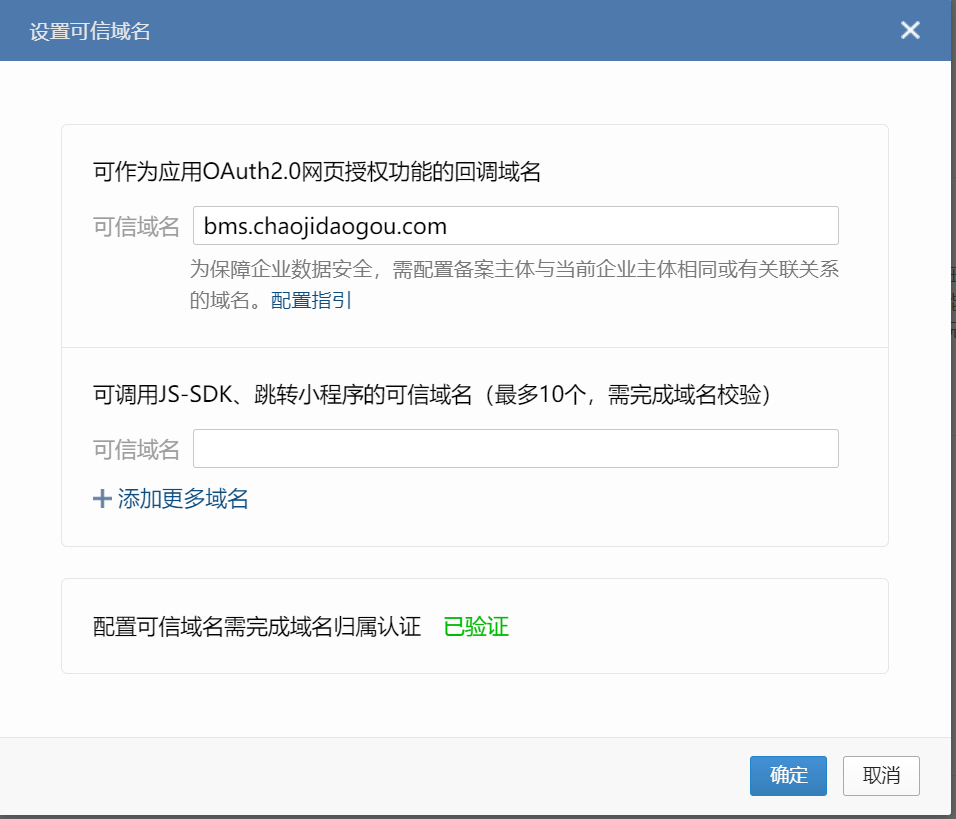 设置可信域名
可作为应用OAuth2.0网页授权功能的回调域名
可信域名 bms.chaojidaogou.com
为保障企业数据安全，需配置备案主体与当前企业主体相同或有关联关系
的域名。配置指引
可调用JS-SDK、跳转小程序的可信域名（最多10个，需完成域名校验）
可信域名
添加更多域名
配置可信域名需完成域名归属认证 已验证
确定 取消